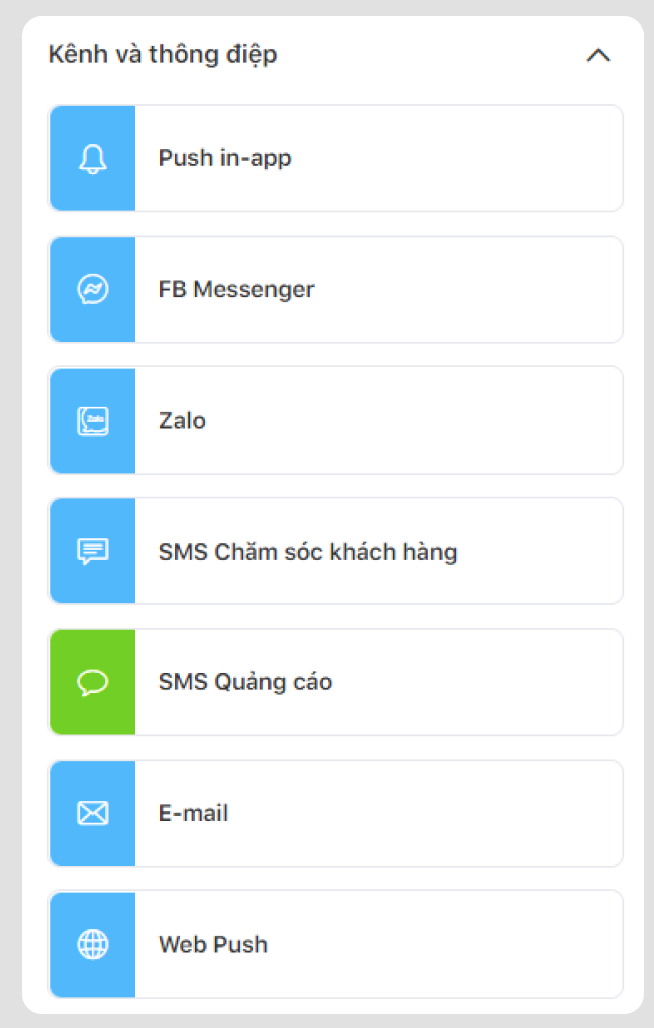 Kênh và thông điệp
Push in-app
FB Messenger
Zalo
Zalo
SMS Chăm sóc khách hàng
SMS Quảng cáo
E-mail
Web Push